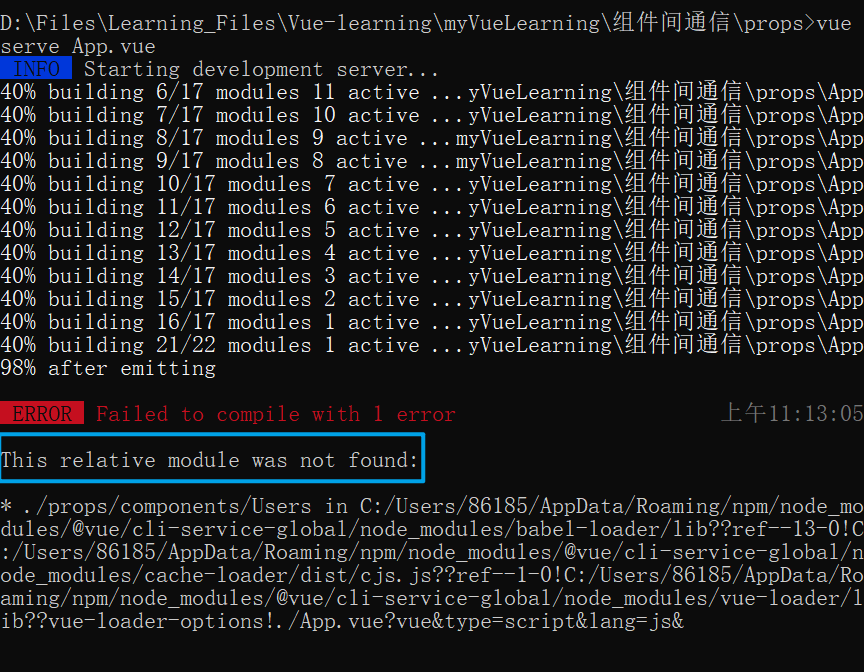 D:\Files\Learning_Files\Vue-learning\myVueLearning\组件间通信\props>vue
serve App.vue
INFO Starting development server...
40% building 6/17 modules 11 active ...yVueLearning\组件间通信\props\App
40% building 7/17 modules 10 active ...yVueLearning\组件间通信\props\App
40% building 8/17 modules 9 active ...myVueLearning\组件间通信\props\App
40% building 9/17 modules 8 active ...myVueLearning\组件间通信\props\App
40% building 10/17 modules 7 active ...yVueLearning\组件间通信\props\App
40% building 11/17 modules 6 active ...yVueLearning\组件间通信\props\App
40% building 12/17 modules 5 active ...yVueLearning\组件间通信\props\App
40% building 13/17 modules 4 active ...yVueLearning\组件间通信\props\App
40% building 14/17 modules 3 active ...yVueLearning\组件间通信\props\App
40% building 15/17 modules 2 active ...yVueLearning\组件间通信\props\App
40% building 16/17 modules 1 active ...yVueLearning\组件间通信\props\App
40% building 21/22 modules 1 active ...yVueLearning\组件间通信\props\App
98% after emitting
ERROR Failed to compile with 1 error 上午11:13:05
This relative module was not found:
* ./props/components/Users in C:/Users/86185/AppData/Roaming/npm/node_mo
dules/@vue/cli-service-global/node_modules/babel-loader/lib??ref--13-0!C
:/Users/86185/AppData/Roaming/npm/node_modules/@vue/cli-service-global/n
ode_modules/cache-loader/dist/cjs.js??ref--1-0!C:/Users/86185/AppData/Ro
aming/npm/node_modules/@vue/cli-service-global/node_modules/vue-loader/l
ib??vue-loader-options!./App.vue?vue&type=script&lang=js&